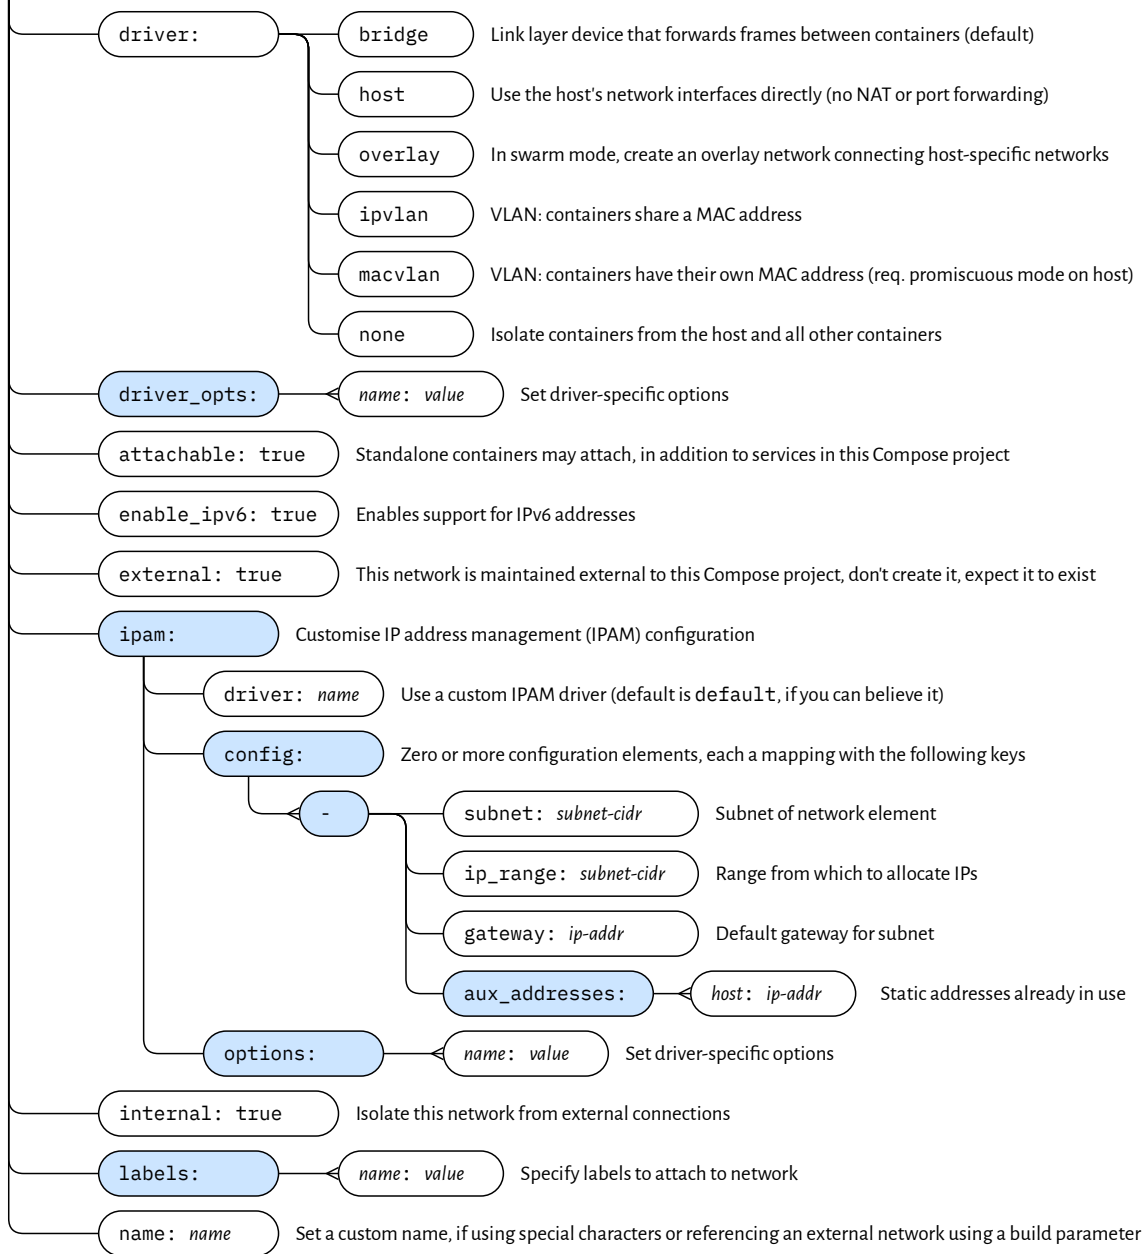 driver: bridge Link layer device that forwards frames between containers (default)
host Use the host's network interfaces directly (no NAT or port forwarding)
overlay In swarm mode, create an overlay network connecting host-specific networks
ipvlan VLAN: containers share a MAC address
macvlan VLAN: containers have their own MAC address (req. promiscuous mode on host)
none Isolate containers from the host and all other containers
driver_opts: name: value Set driver-specific options
attachable: true Standalone containers may attach, in addition to services in this Compose project
enable_ipv6: true Enables support for IPv6 addresses
external: true This network is maintained external to this Compose project, don't create it, expect it to exist
ipam: Customise IP address management (IPAM) configuration
driver: name Use a custom IPAM driver (default is default, if you can believe it)
config: Zero or more configuration elements, each a mapping with the following keys
- subnet: subnet-cidr Subnet of network element
ip_range: subnet-cidr Range from which to allocate IPs
gateway: ip-addr Default gateway for subnet
aux_addresses: host: ip-addr Static addresses already in use
options: name: value Set driver-specific options
internal: true Isolate this network from external connections
labels: name: value Specify labels to attach to network
name: name Set a custom name, if using special characters or referencing an external network using a build parameter